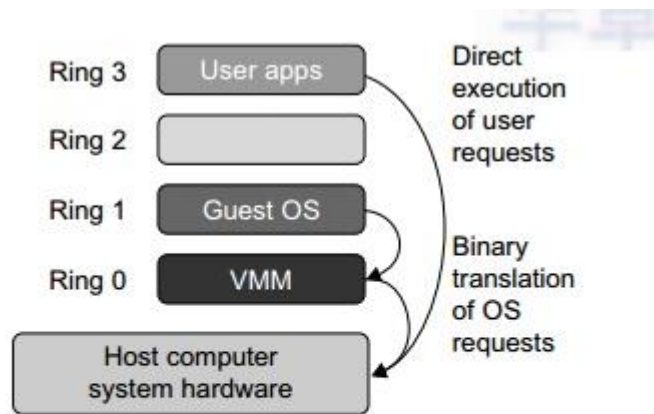 Ring 3
User apps
Direct
execution
of user
requests
Ring 2
Ring 1
Guest OS
Ring 0
VMM
Binary
translation
of OS
requests
Host computer
system hardware